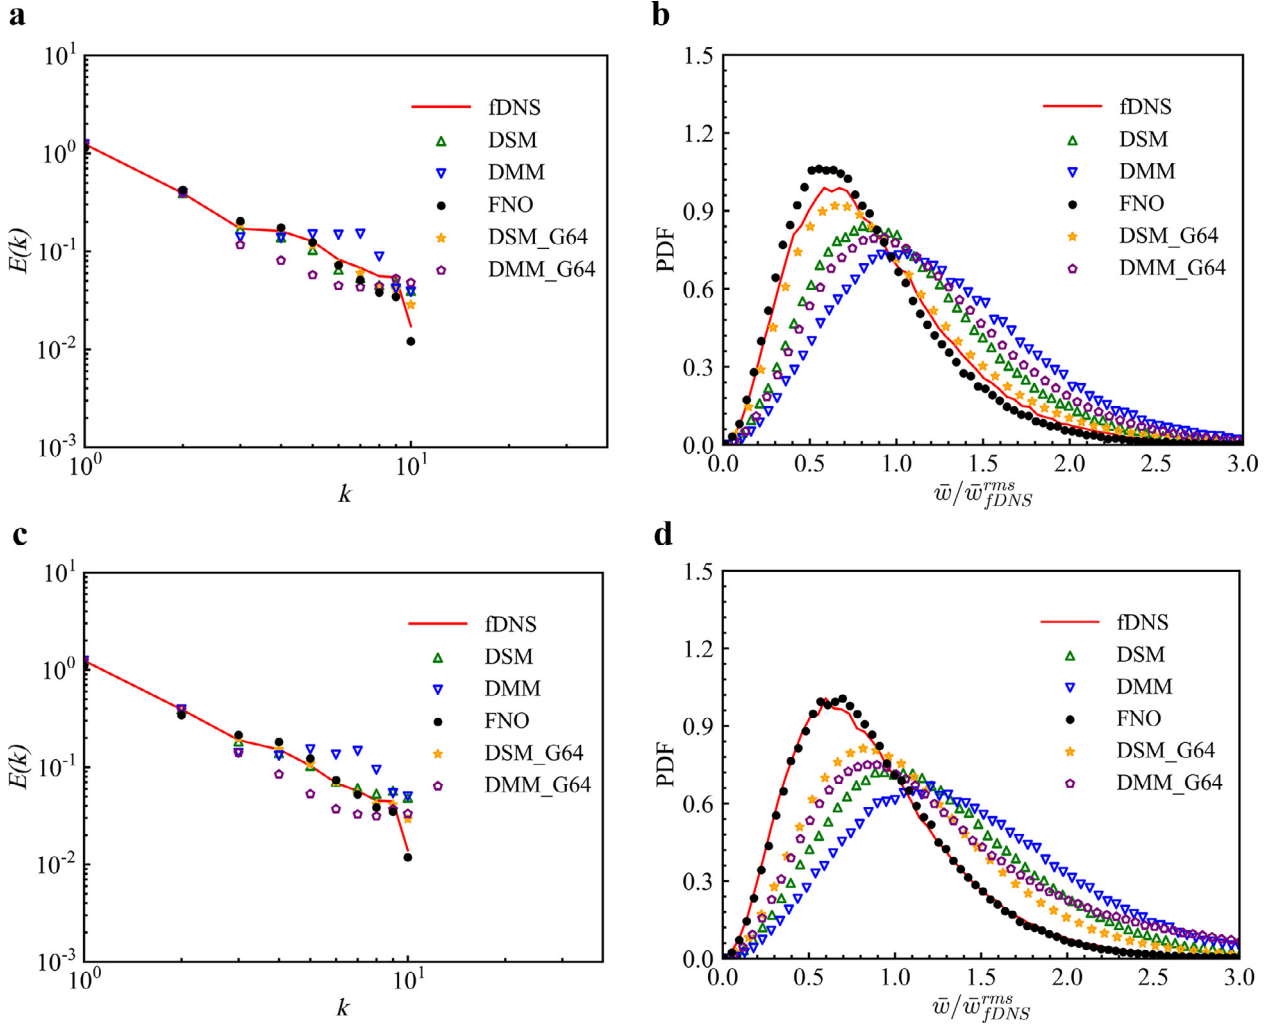 a
10^1
10^0
10^-1
10^-2
10^-3
E(k)
10^0
10^1
k
fDNS
DSM
DMM
FNO
DSM_G64
DMM_G64
b
1.5
1.2
0.9
0.6
0.3
0.0
PDF
0.0 0.5 1.0 1.5 2.0 2.5 3.0
w̄/w̄_{fDNS}^{rms}
fDNS
DSM
DMM
FNO
DSM_G64
DMM_G64
c
10^1
10^0
10^-1
10^-2
10^-3
E(k)
10^0
10^1
k
fDNS
DSM
DMM
FNO
DSM_G64
DMM_G64
d
1.5
1.2
0.9
0.6
0.3
0.0
PDF
0.0 0.5 1.0 1.5 2.0 2.5 3.0
w̄/w̄_{fDNS}^{rms}
fDNS
DSM
DMM
FNO
DSM_G64
DMM_G64